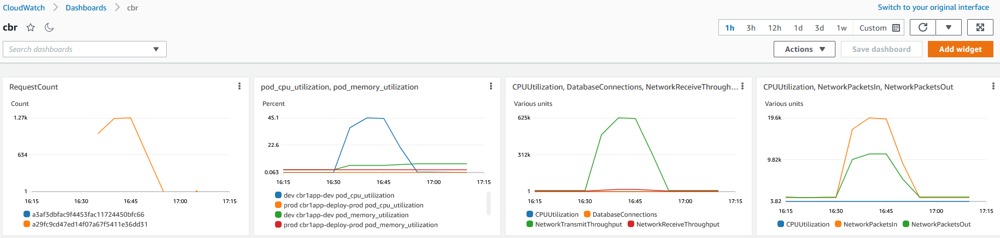 CloudWatch > Dashboards > cbr
Switch to your original interface
cbr
1h 3h 12h 1d 3d 1w Custom
Search dashboards
Actions
Save dashboard
Add widget
RequestCount
Count
1.27k
634
1
16:15 16:30 16:45 17:00 17:15
a3af3dbfac9f4453fac11724450bfc66
a29fc9cd47ed14f07a67f5411e36dd31
pod_cpu_utilization, pod_memory_utilization
Percent
45.1
22.6
0.063
16:15 16:30 16:45 17:00 17:15
dev cbr1app-dev pod_cpu_utilization
prod cbr1app-deploy-prod pod_cpu_utilization
dev cbr1app-dev pod_memory_utilization
prod cbr1app-deploy-prod pod_memory_utilization
CPUUtilization, DatabaseConnections, NetworkReceiveThrough...
Various units
625k
312k
1
16:15 16:30 16:45 17:00 17:15
CPUUtilization DatabaseConnections
NetworkTransmitThroughput NetworkReceiveThroughput
CPUUtilization, NetworkPacketsIn, NetworkPacketsOut
Various units
19.6k
9.82k
3.82
16:15 16:30 16:45 17:00 17:15
CPUUtilization NetworkPacketsIn NetworkPacketsOut